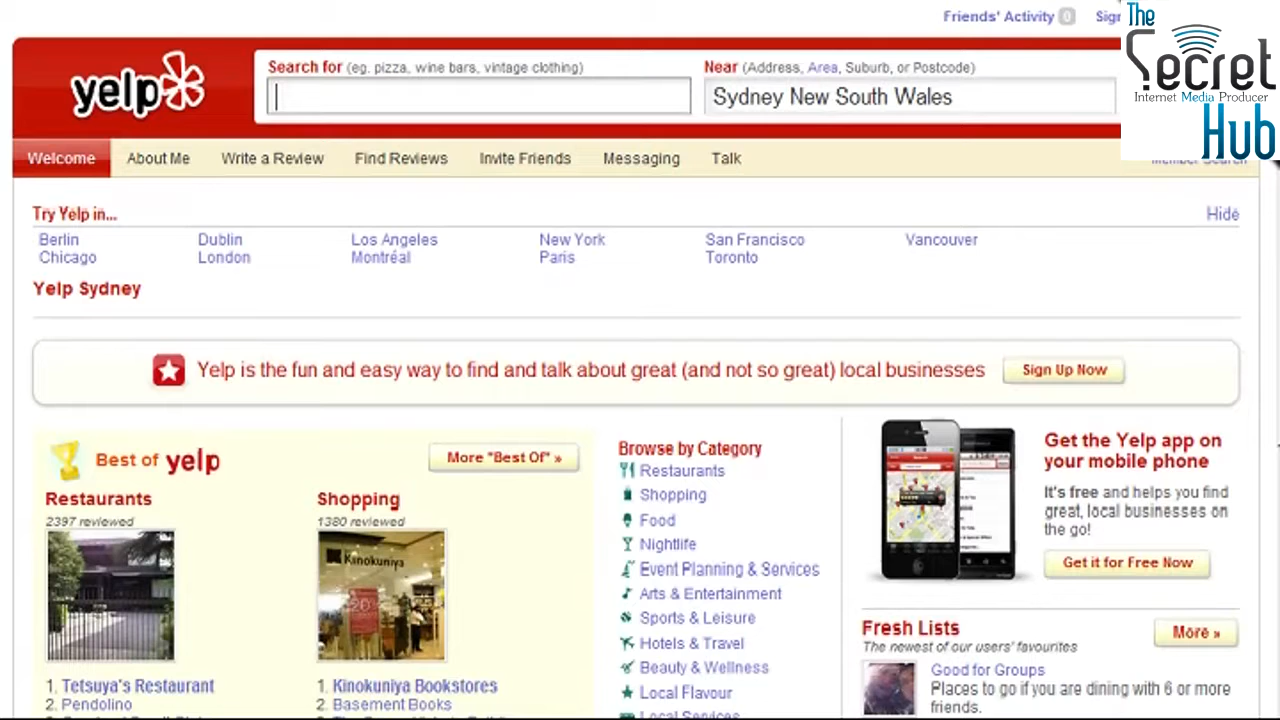 Friends' Activity 0
The Secret
Internet Media Producer
Hub
yelp
Search for (eg. pizza, wine bars, vintage clothing)
Near (Address, Area, Suburb, or Postcode)
Sydney New South Wales
Welcome About Me Write a Review Find Reviews Invite Friends Messaging Talk Member Search
Try Yelp in... Hide
Berlin Dublin Los Angeles New York San Francisco Vancouver
Chicago London Montréal Paris Toronto
Yelp Sydney
Yelp is the fun and easy way to find and talk about great (and not so great) local businesses Sign Up Now
Best of yelp
More "Best Of" »
Restaurants
2397 reviewed
1. Tetsuya's Restaurant
2. Pendolino
Shopping
1380 reviewed
Kinokuniya
1. Kinokuniya Bookstores
2. Basement Books
Browse by Category
Restaurants
Shopping
Food
Nightlife
Event Planning & Services
Arts & Entertainment
Sports & Leisure
Hotels & Travel
Beauty & Wellness
Local Flavour
Local Services
Get the Yelp app on
your mobile phone
It's free and helps you find
great, local businesses on
the go!
Get it for Free Now
Fresh Lists
More »
The newest of our users' favourites
Good for Groups
Places to go if you are dining with 6 or more
friends.